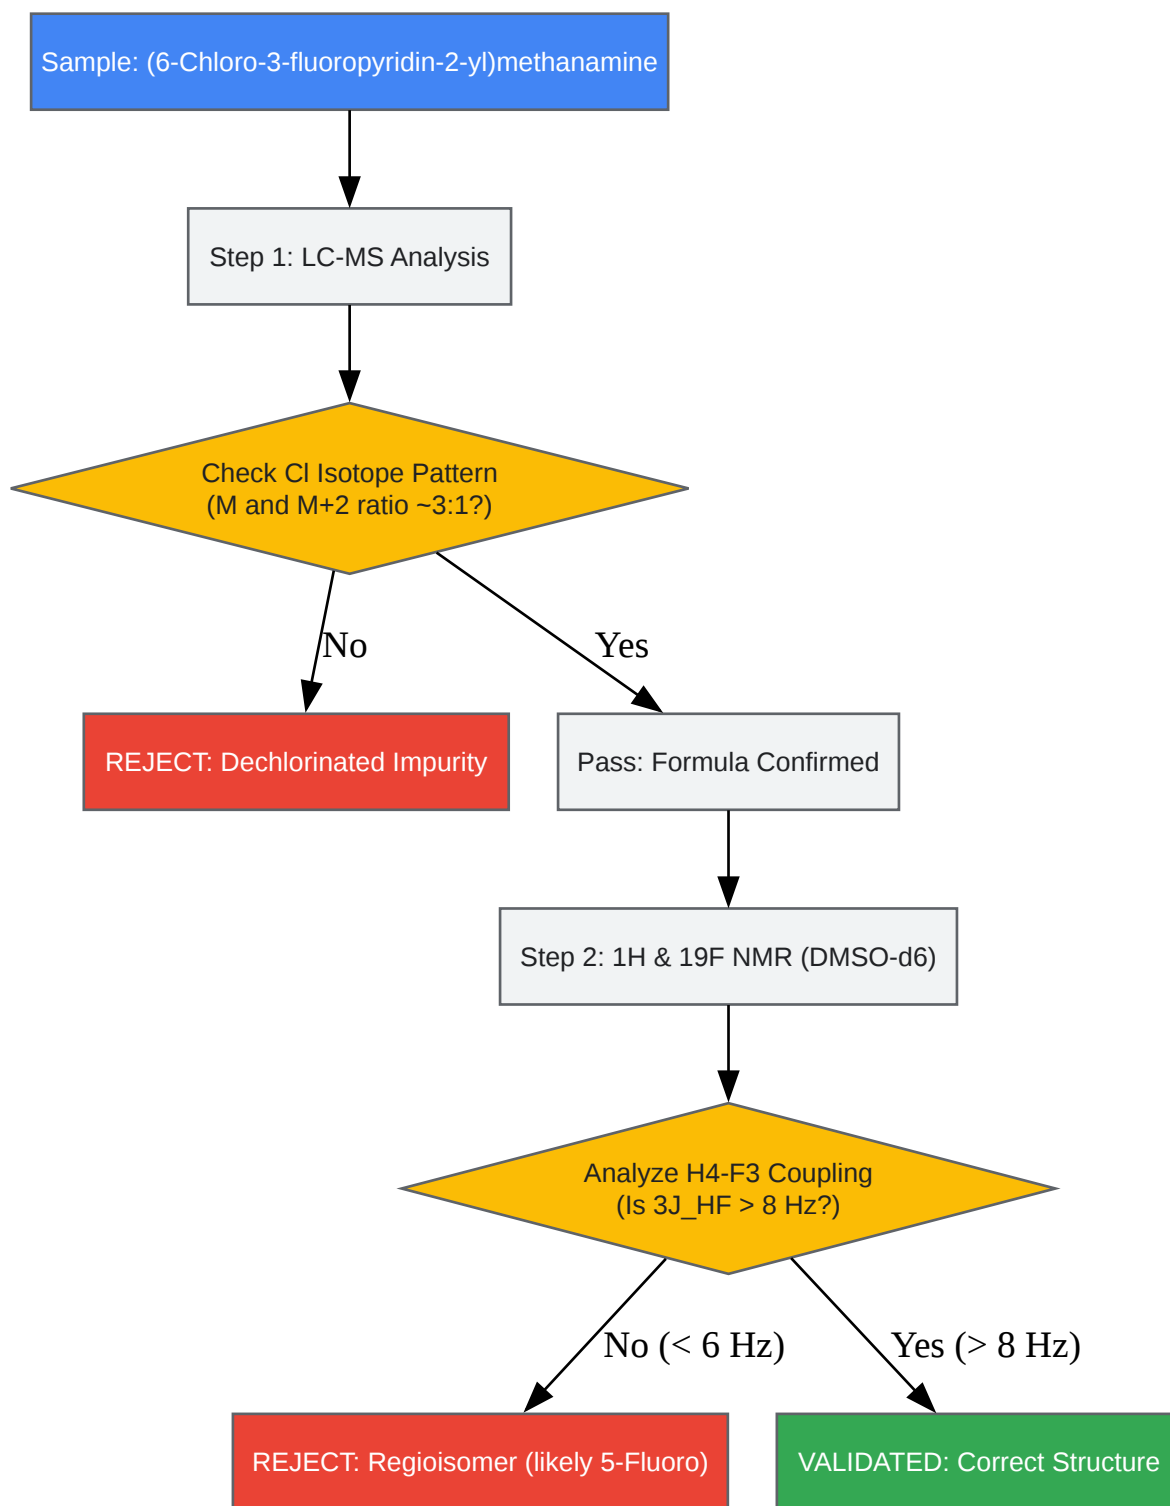 Sample: (6-Chloro-3-fluoropyridin-2-yl)methanamine
Step 1: LC-MS Analysis
Check Cl Isotope Pattern
(M and M+2 ratio ~3:1?)
No
Yes
REJECT: Dechlorinated Impurity
Pass: Formula Confirmed
Step 2: 1H & 19F NMR (DMSO-d6)
Analyze H4-F3 Coupling
(Is 3J_HF > 8 Hz?)
No (< 6 Hz)
Yes (> 8 Hz)
REJECT: Regioisomer (likely 5-Fluoro)
VALIDATED: Correct Structure